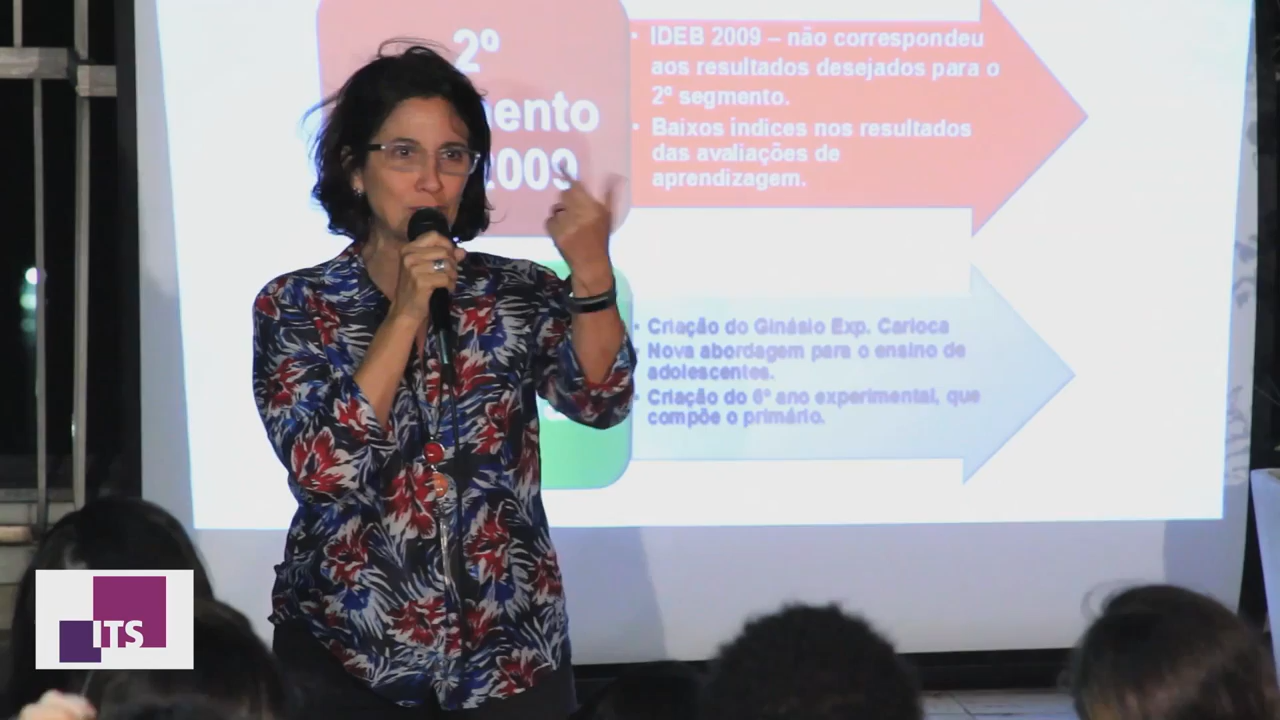 2º
mento
2009
• IDEB 2009 – não correspondeu
aos resultados desejados para o
2º segmento.
• Baixos índices nos resultados
das avaliações de
aprendizagem.
• Criação do Ginásio Exp. Carioca
• Nova abordagem para o ensino de
adolescentes.
• Criação do 6º ano experimental, que
compõe o primário.
ITS